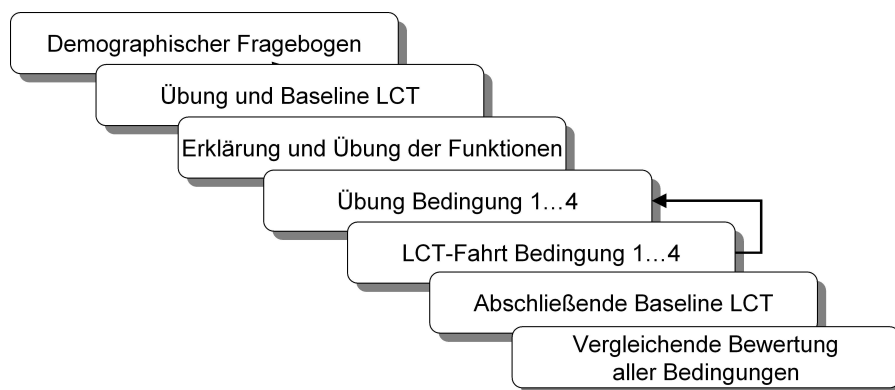 Demographischer Fragebogen
Übung und Baseline LCT
Erklärung und Übung der Funktionen
Übung Bedingung 1…4
LCT-Fahrt Bedingung 1…4
Abschließende Baseline LCT
Vergleichende Bewertung
aller Bedingungen